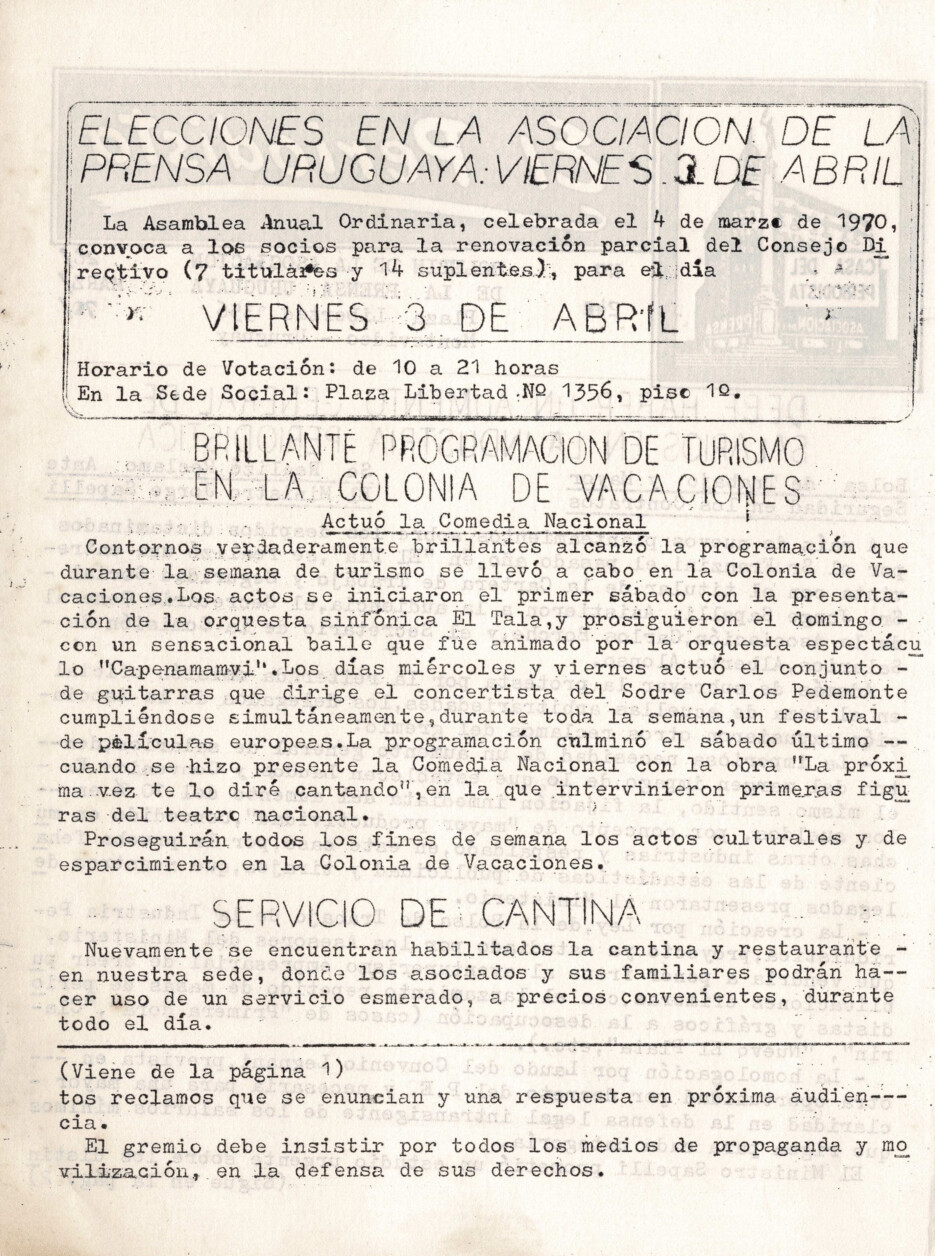 ELECCIONES EN LA ASOCIACION DE LA
PRENSA URUGUAYA: VIERNES 3 DE ABRIL
La Asamblea Anual Ordinaria, celebrada el 4 de marzo de 1970,
convoca a los socios para la renovación parcial del Consejo Di
rectivo (7 titulares y 14 suplentes), para el día
VIERNES 3 DE ABRIL
Horario de Votación: de 10 a 21 horas
En la Sede Social: Plaza Libertad Nº 1356, piso 1º.
BRILLANTE PROGRAMACION DE TURISMO
EN LA COLONIA DE VACACIONES
Actuó la Comedia Nacional
Contornos verdaderamente brillantes alcanzó la programación que
durante la semana de turismo se llevó a cabo en la Colonia de Va-
caciones.Los actos se iniciaron el primer sábado con la presenta-
ción de la orquesta sinfónica El Tala,y prosiguieron el domingo -
con un sensacional baile que fue animado por la orquesta espectácu
lo "Capenamamvi".Los días miércoles y viernes actuó el conjunto -
de guitarras que dirige el concertista del Sodre Carlos Pedemonte
cumpliéndose simultáneamente,durante toda la semana,un festival -
de películas europeas.La programación culminó el sábado último --
cuando se hizo presente la Comedia Nacional con la obra "La próxi
ma vez te lo diré cantando",en la que intervinieron primeras figu
ras del teatro nacional.
Proseguirán todos los fines de semana los actos culturales y de
esparcimiento en la Colonia de Vacaciones.
SERVICIO DE CANTINA
Nuevamente se encuentran habilitados la cantina y restaurante -
en nuestra sede, donde los asociados y sus familiares podrán ha--
cer uso de un servicio esmerado, a precios convenientes, durante
todo el día.
(Viene de la página 1)
tos reclamos que se enuncian y una respuesta en próxima audien---
cia.
El gremio debe insistir por todos los medios de propaganda y mo
vilización, en la defensa de sus derechos.